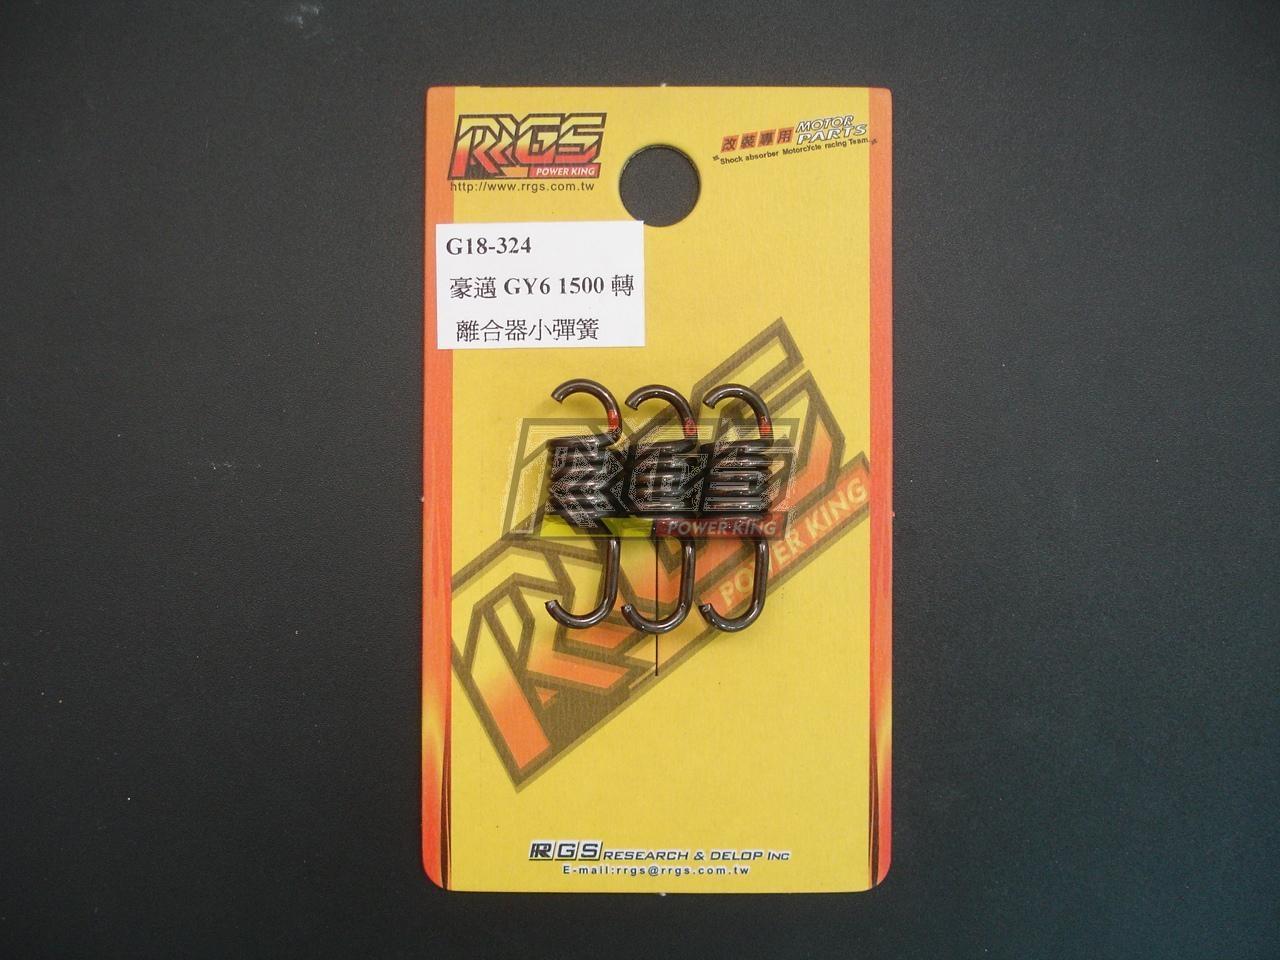 RRGS
POWER KING
http://www.rrgs.com.tw
改裝專用 MOTOR PARTS
Shock absorber Motorcycle racing Team.
G18-324
豪邁 GY6 1500 轉
離合器小彈簧
RRGS
POWER KING
RRGS
POWER KING
RRGS RESEARCH & DELOP INC
E-mail:rrgs@rrgs.com.tw